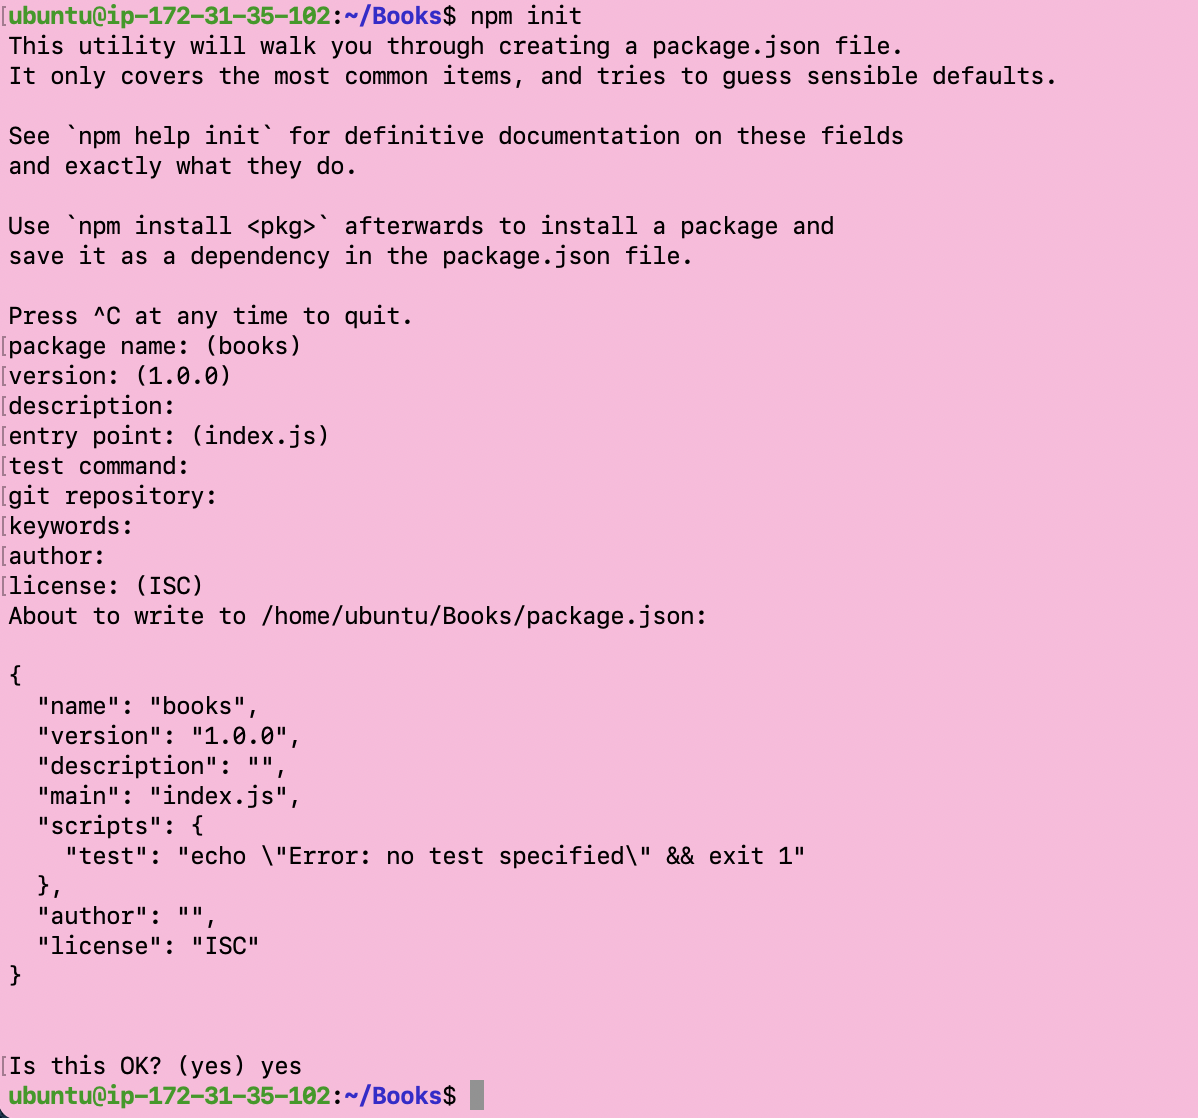 ubuntu@ip-172-31-35-102:~/Books$ npm init
This utility will walk you through creating a package.json file.
It only covers the most common items, and tries to guess sensible defaults.
See `npm help init` for definitive documentation on these fields
and exactly what they do.
Use `npm install <pkg>` afterwards to install a package and
save it as a dependency in the package.json file.
Press ^C at any time to quit.
package name: (books)
version: (1.0.0)
description:
entry point: (index.js)
test command:
git repository:
keywords:
author:
license: (ISC)
About to write to /home/ubuntu/Books/package.json:
{
  "name": "books",
  "version": "1.0.0",
  "description": "",
  "main": "index.js",
  "scripts": {
    "test": "echo \"Error: no test specified\" && exit 1"
  },
  "author": "",
  "license": "ISC"
}
Is this OK? (yes) yes
ubuntu@ip-172-31-35-102:~/Books$